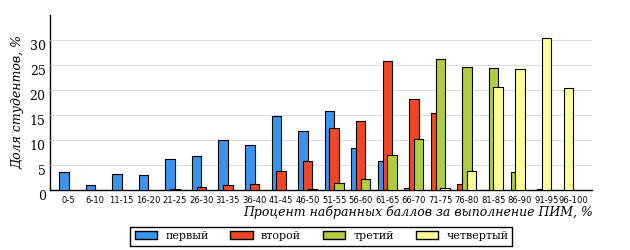 Доля студентов, %
30
25
20
15
10
5
0
0-5 6-10 11-15 16-20 21-25 26-30 31-35 36-40 41-45 46-50 51-55 56-60 61-65 66-70 71-75 76-80 81-85 86-90 91-95 96-100
Процент набранных баллов за выполнение ПИМ, %
первый второй третий четвертый